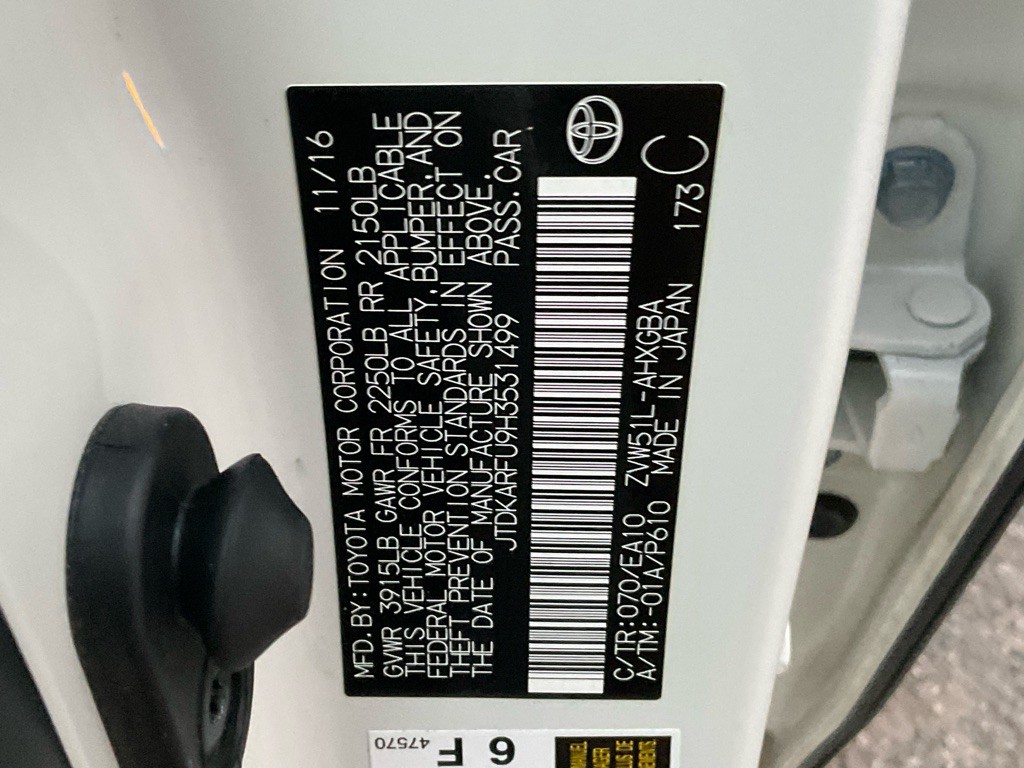 MFD.BY:TOYOTA MOTOR CORPORATION 11/16
GVWR 3915LB GAWR FR 2250LB RR 2150LB
THIS VEHICLE CONFORMS TO ALL APPLICABLE
FEDERAL MOTOR VEHICLE SAFETY,BUMPER,AND
THEFT PREVENTION STANDARDS IN EFFECT ON
THE DATE OF MANUFACTURE SHOWN ABOVE.
JTDKARFU9H3531499 PASS.CAR
C/TR:070/EA10 ZVW51L-AHXGBA
A/TM:-01A/P610 MADE IN JAPAN 173 C
47570
F
6
PLUS DE